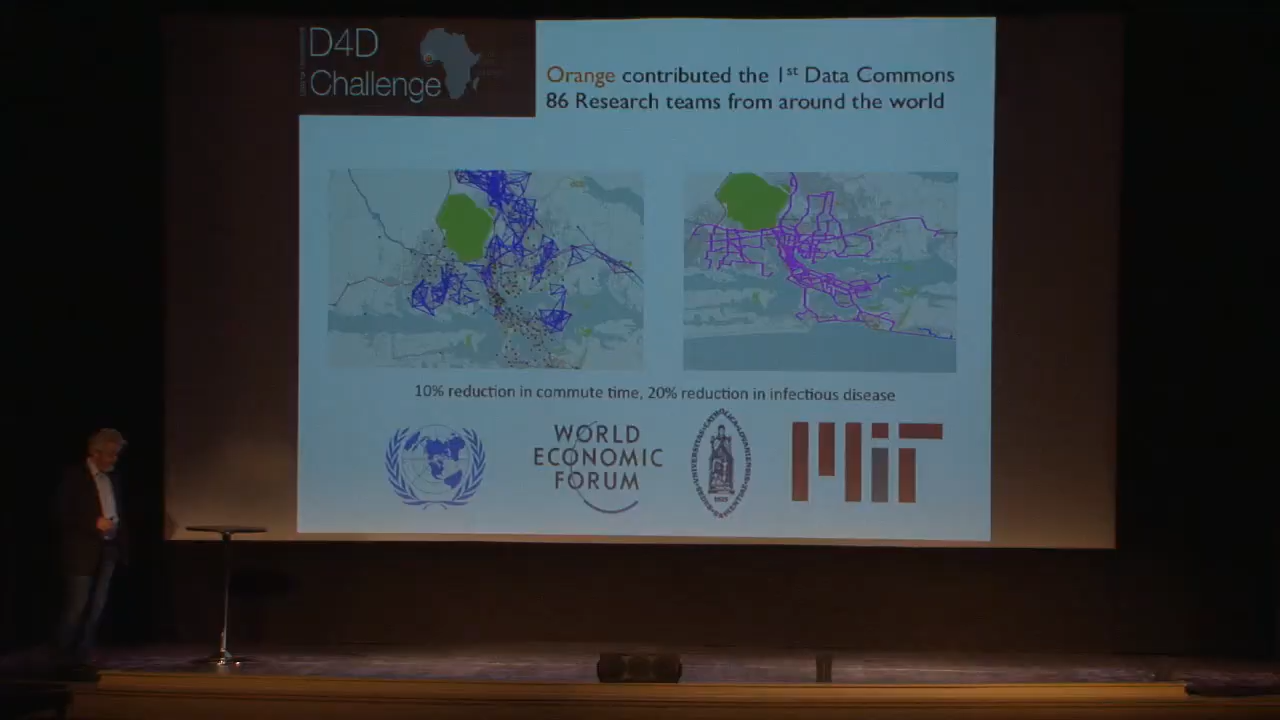 D4D
Challenge
Orange contributed the 1st Data Commons
86 Research teams from around the world
10% reduction in commute time, 20% reduction in infectious disease
WORLD
ECONOMIC
FORUM
MIT